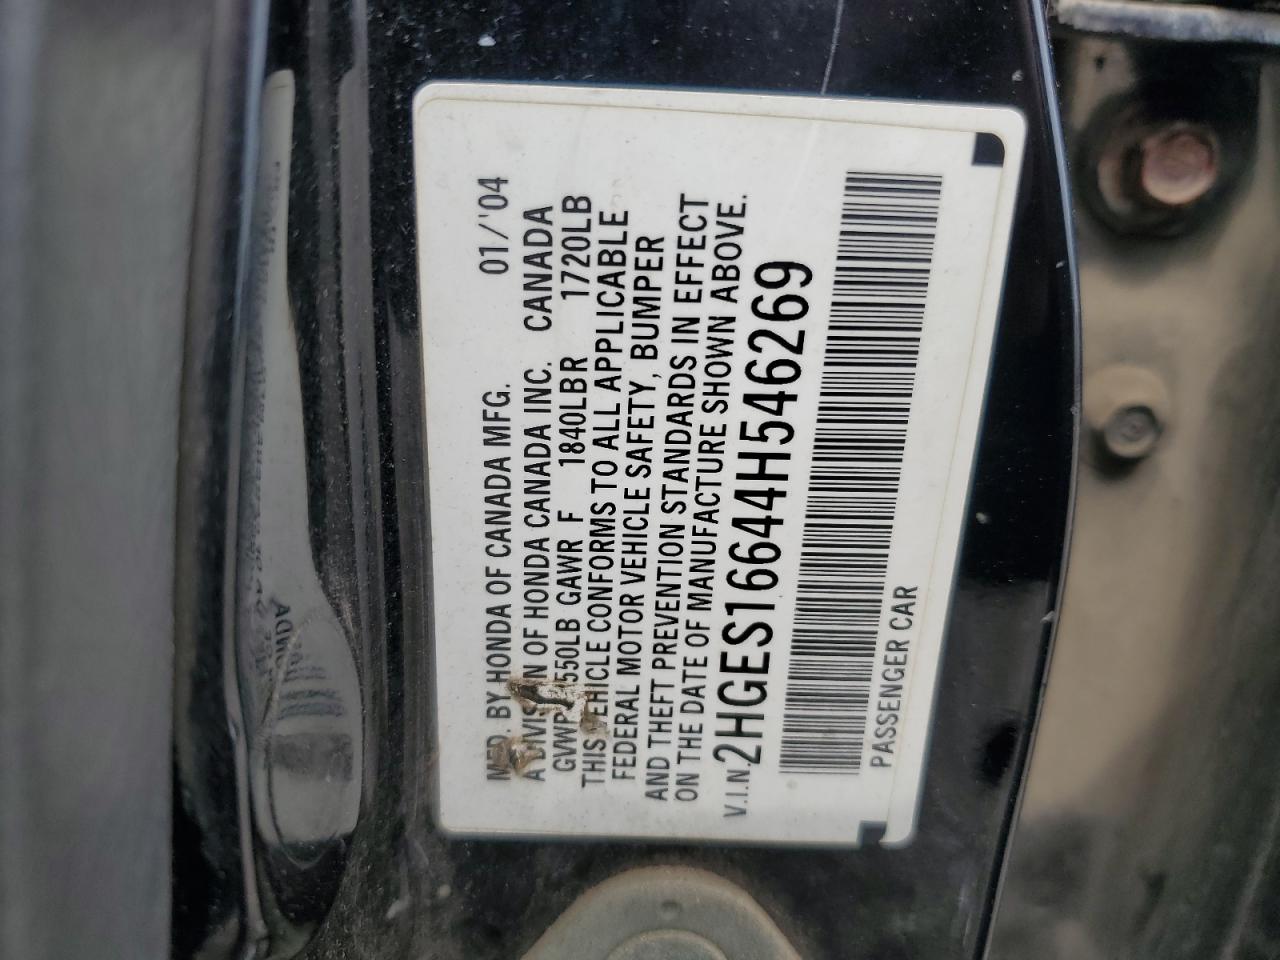 MFD. BY HONDA OF CANADA MFG. 01/'04
A DIVISION OF HONDA CANADA INC. CANADA
GVWR 550LB GAWR F 1840LB R 1720LB
THIS VEHICLE CONFORMS TO ALL APPLICABLE
FEDERAL MOTOR VEHICLE SAFETY, BUMPER
AND THEFT PREVENTION STANDARDS IN EFFECT
ON THE DATE OF MANUFACTURE SHOWN ABOVE.
V.I.N. 2HGES16644H546269
PASSENGER CAR